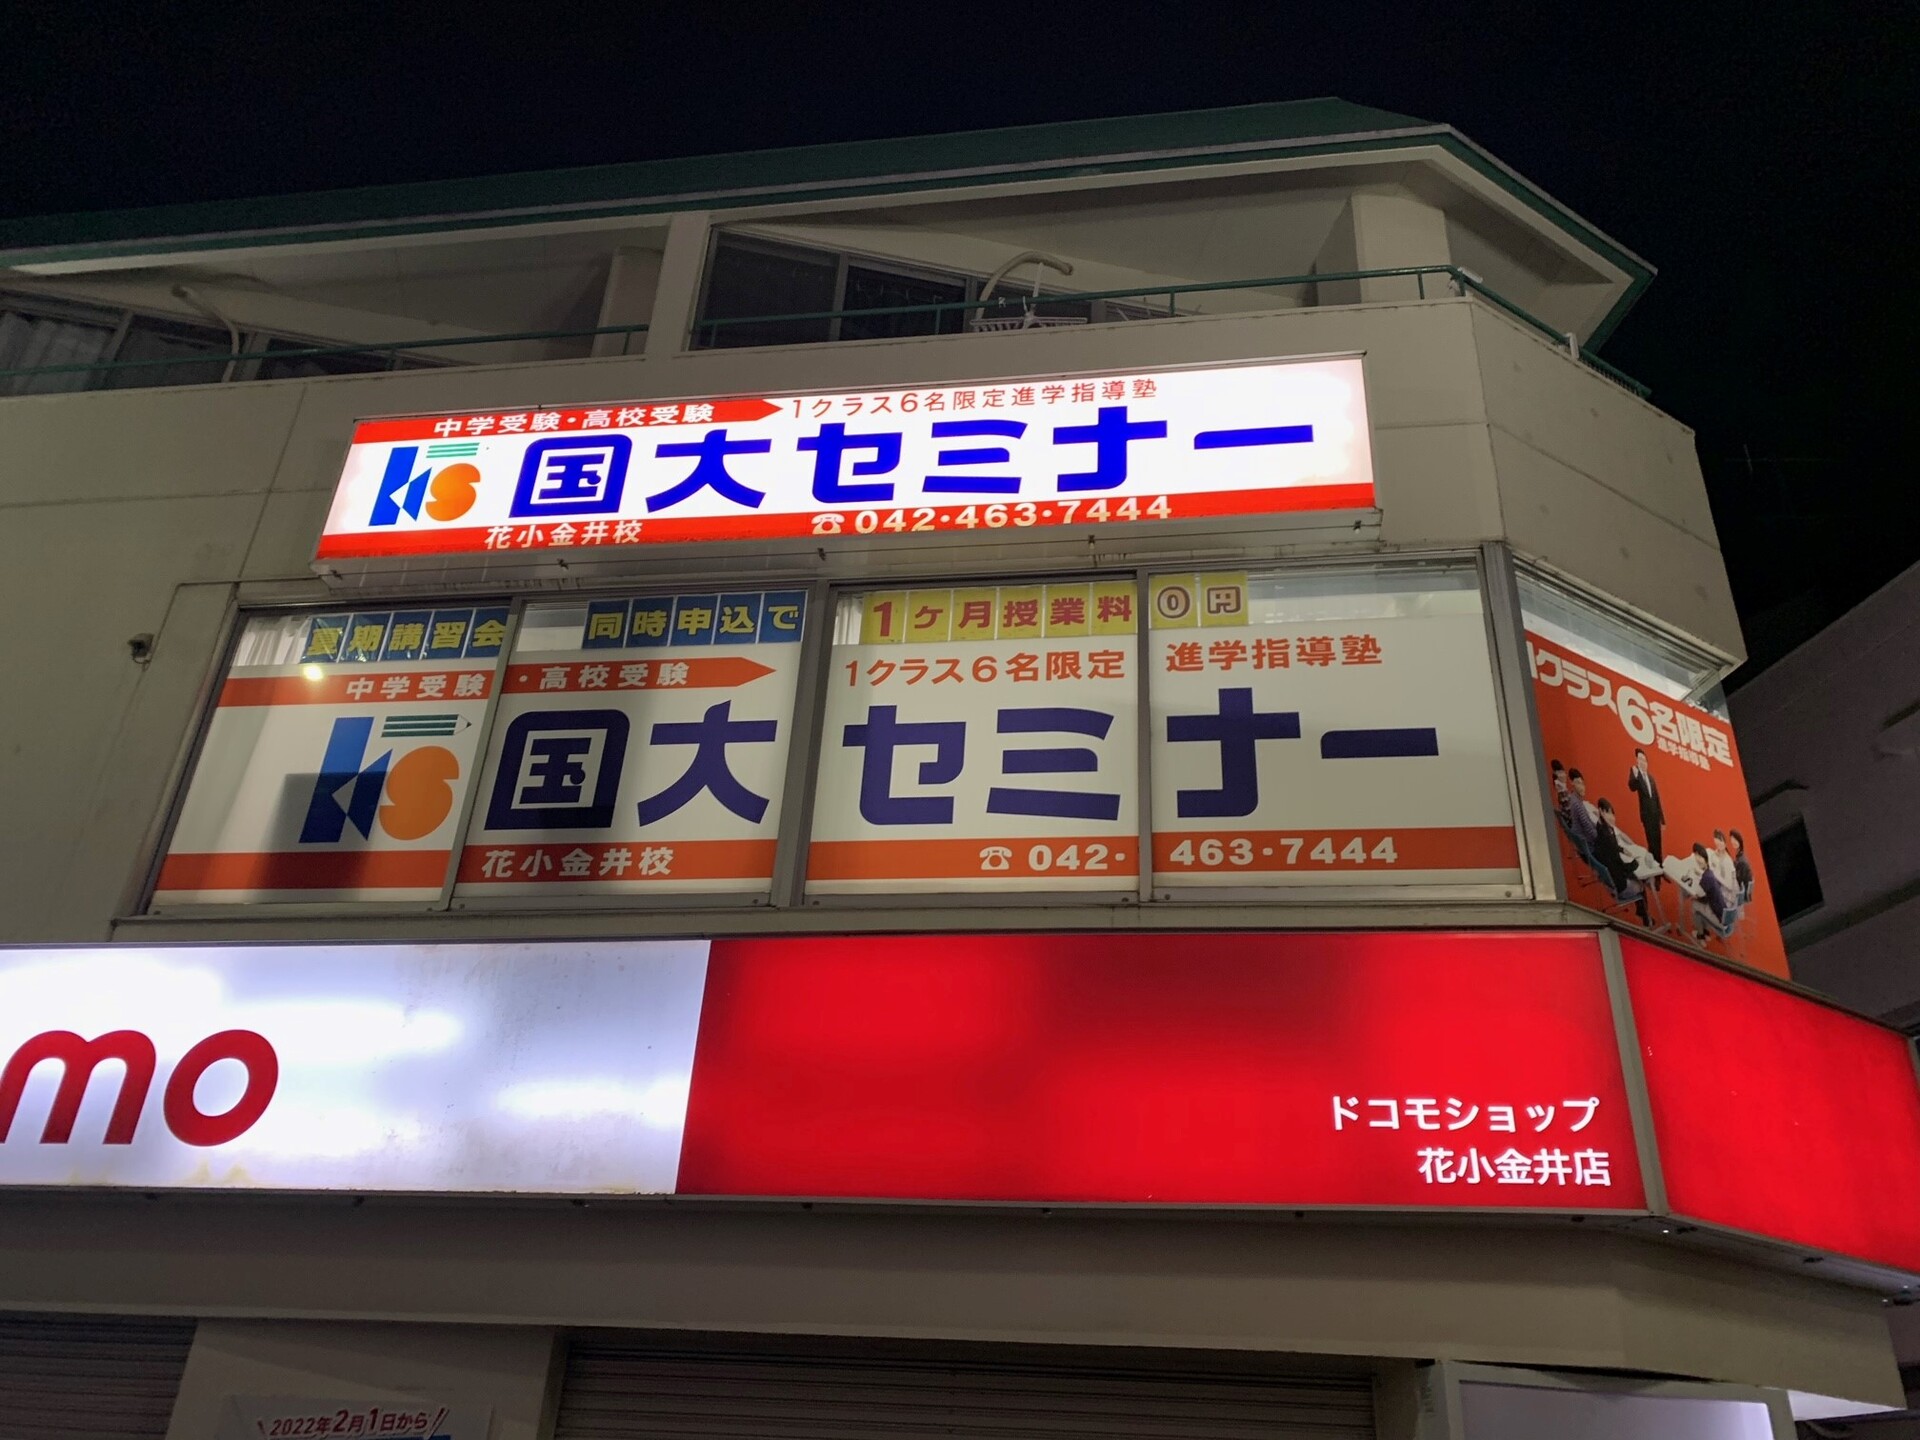 中学受験・高校受験
1クラス6名限定進学指導塾
KS
国大セミナー
花小金井校
☎042・463・7444
夏期講習会
同時申込で
1ヶ月授業料0円
中学受験・高校受験
1クラス6名限定 進学指導塾
KS
国大セミナー
花小金井校
☎042・463・7444
1クラス6名限定
進学指導塾
mo
ドコモショップ
花小金井店
2022年2月1日から